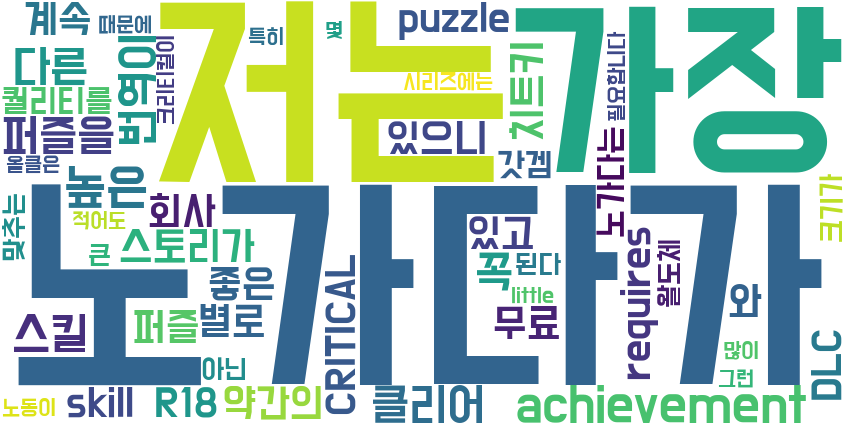 계속 때문에 저는 특히 몇 puzzle 가장
다른 번역이 크리티컬이 시리즈에는 치트키 필요합니다
퀄리티를
퍼즐을 있으니 갓겜
올클은 높은 노가다는
맞추는 적어도 회사 있고 크기가
큰 스토리가 꼭 된다 requires 왈도체
노가다가
좋은 CRITICAL little 와
스킬 퍼즐 별로 무료 많이 DLC
아닌 그런
노동이 skill R18 약간의 클리어 achievement